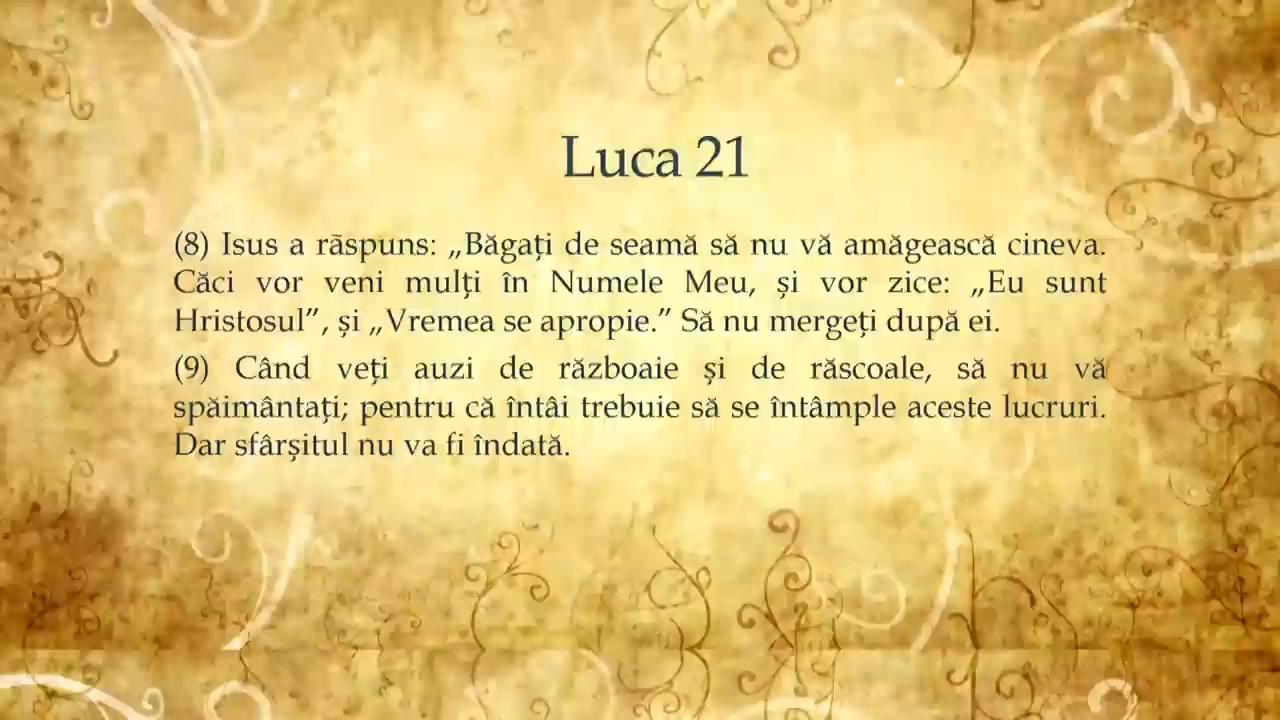 Luca 21
(8) Isus a răspuns: „Băgați de seamă să nu vă amăgească cineva.
Căci vor veni mulți în Numele Meu, și vor zice: „Eu sunt
Hristosul”, și „Vremea se apropie.” Să nu mergeți după ei.
(9) Când veți auzi de războaie și de răscoale, să nu vă
spăimântați; pentru că întâi trebuie să se întâmple aceste lucruri.
Dar sfârșitul nu va fi îndată.